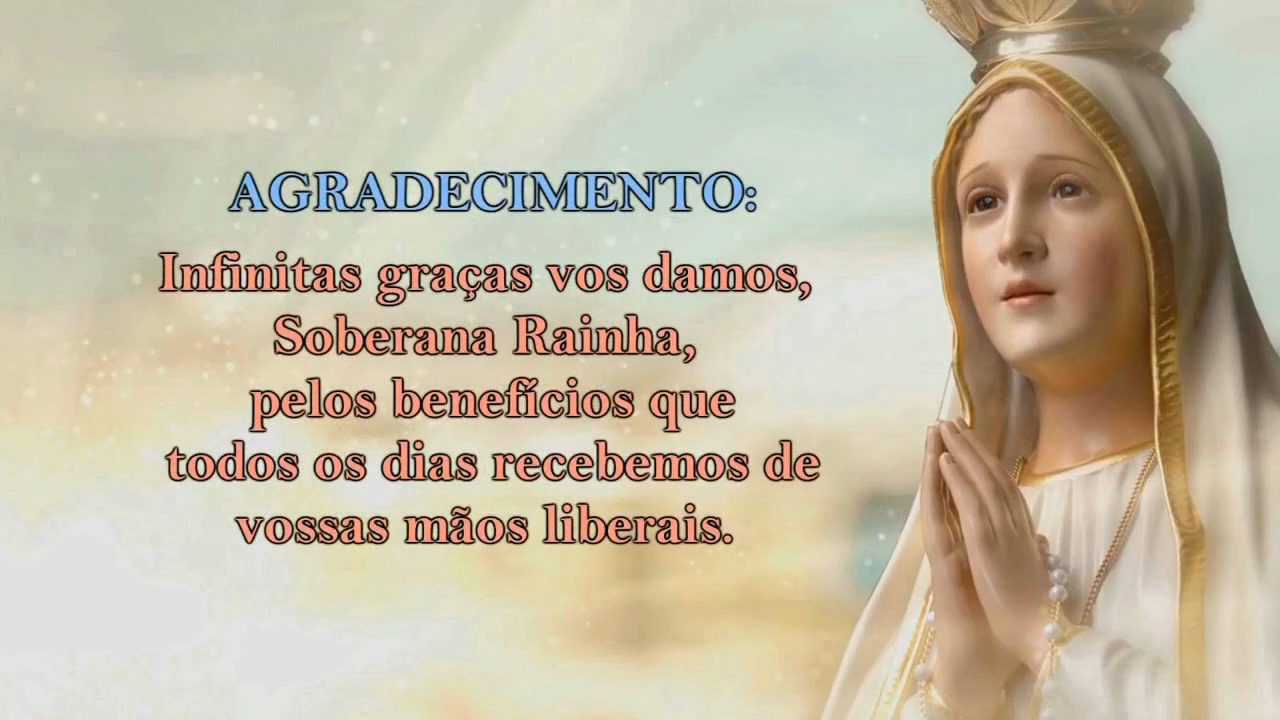 AGRADECIMENTO:
Infinitas graças vos damos,
Soberana Rainha,
pelos benefícios que
todos os dias recebemos de
vossas mãos liberais.